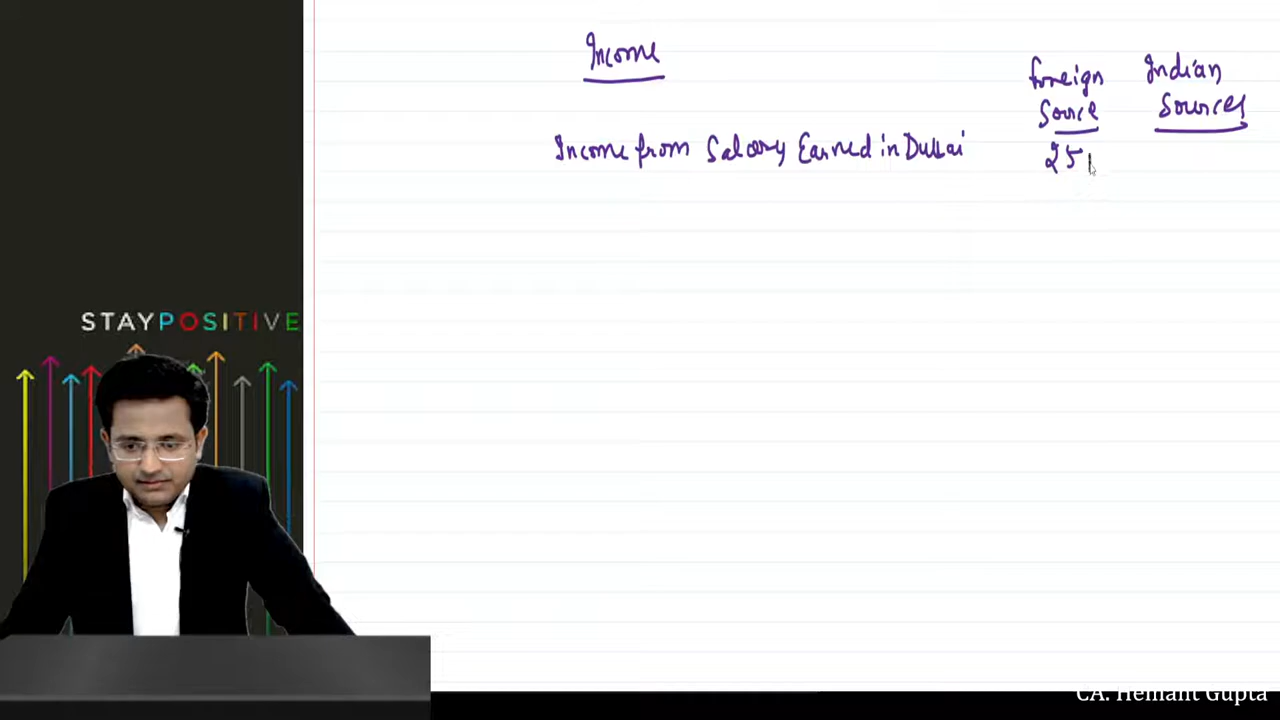 Income
Foreign Indian
Source Sources
Income from Salary Earned in Dubai 25
STAYPOSITIVE
CA. Hemant Gupta